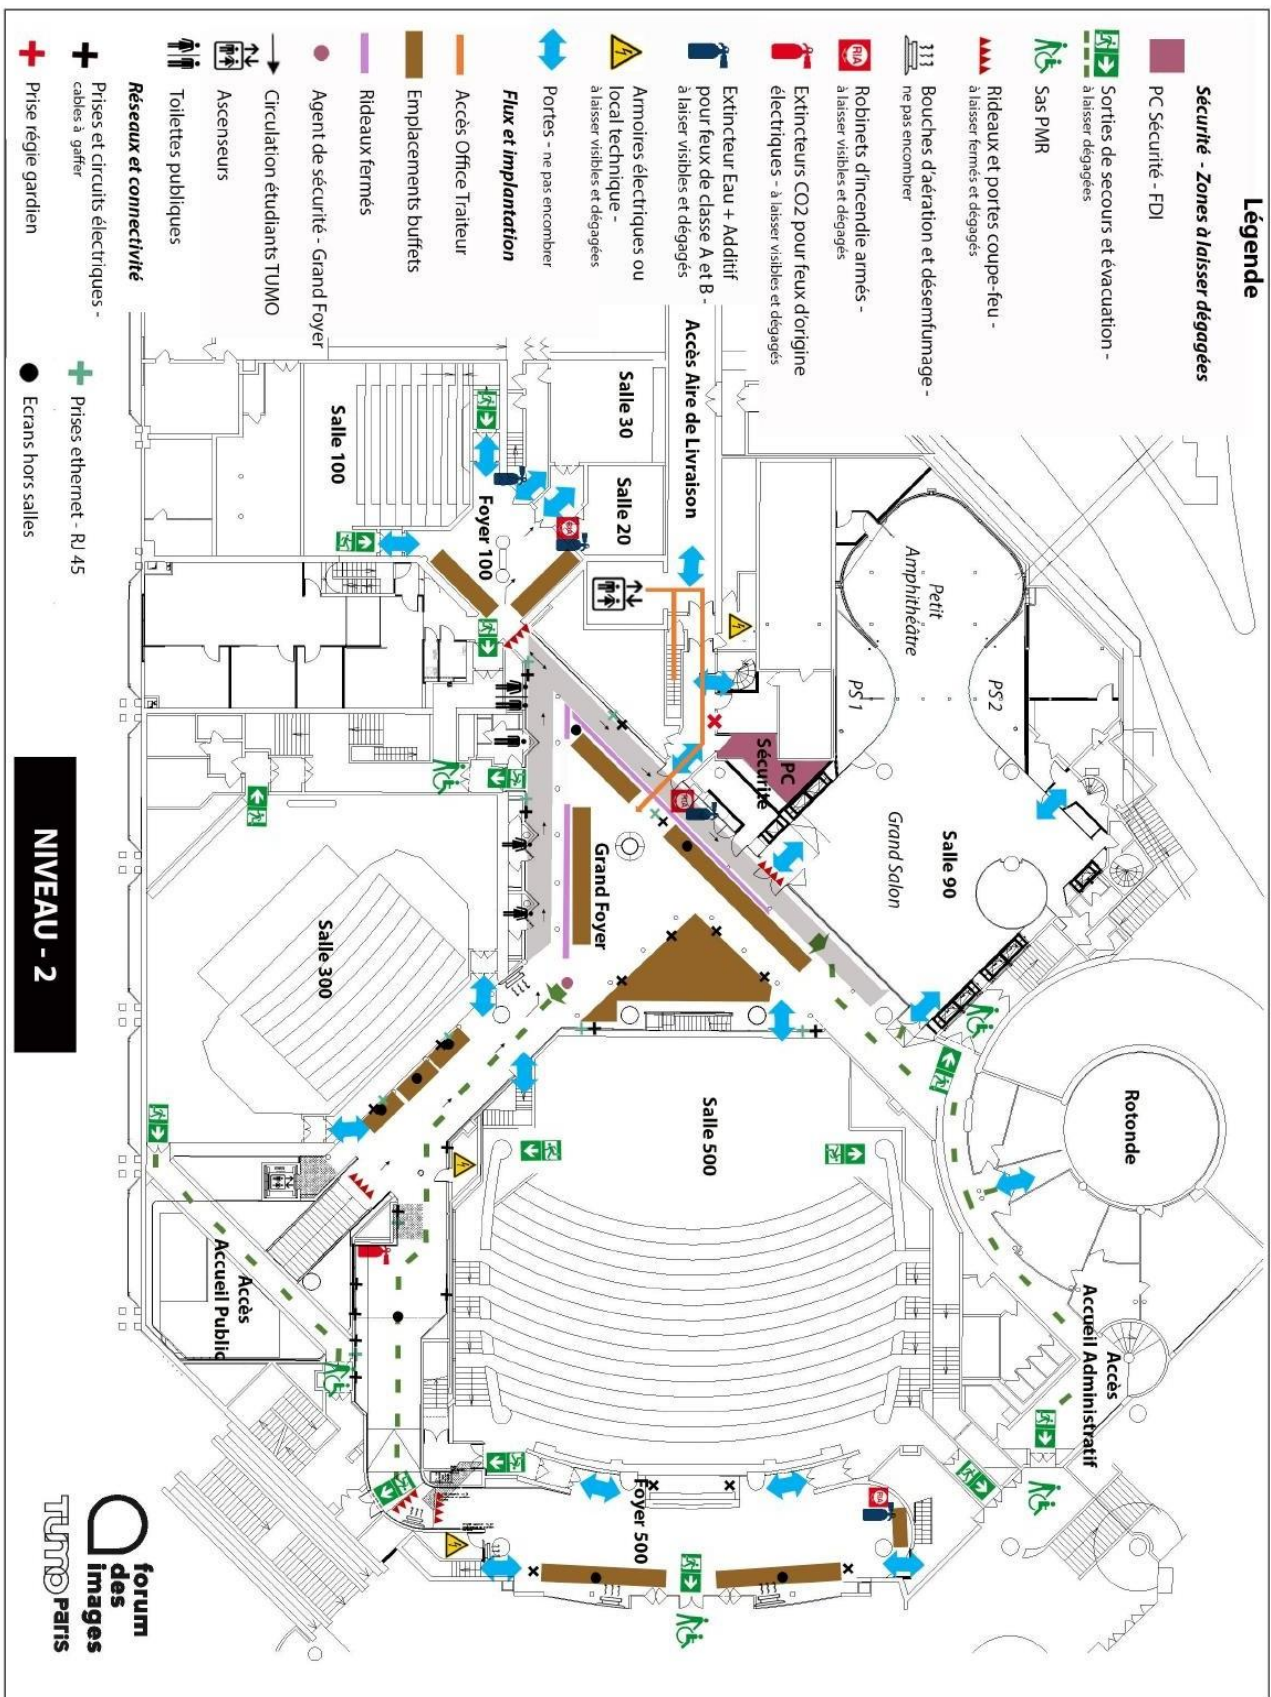 Légende
Sécurité - Zones à laisser dégagées
PC Sécurité - FDI
Sorties de secours et évacuation -
à laisser dégagées
Sas PMR
Rideaux et portes coupe-feu -
à laisser fermés et dégagés
Bouches d'aération et désemfumage -
ne pas encombrer
Robinets d'incendie armés -
à laisser visibles et dégagés
Extincteurs CO2 pour feux d'origine
électriques - à laisser visibles et dégagés
Extincteur Eau + Additif
pour feux de classe A et B -
à laiser visibles et dégagés
Armoires électriques ou
local technique -
à laisser visibles et dégagées
Portes - ne pas encombrer
Flux et implantation
Accès Office Traiteur
Emplacements buffets
Rideaux fermés
Agent de sécurité - Grand Foyer
Circulation étudiants TUMO
Ascenseurs
Toilettes publiques
Réseaux et connectivité
Prises et circuits électriques -
cables à gaffer
Prise régie gardien
Prises ethernet - RJ 45
Ecrans hors salles
Accès Aire de Livraison
Salle 30
Salle 20
Salle 100
Foyer 100
RIA
Petit
Amphithéâtre
PS 1
PS 2
PC
Sécurité
RIA
Grand Salon
Salle 90
Grand Foyer
Salle 300
Salle 500
Rotonde
Accès
Accueil Public
Accès
Accueil Administratif
Foyer 500
RIA
NIVEAU - 2
forum
des
images
TUMO PARIS